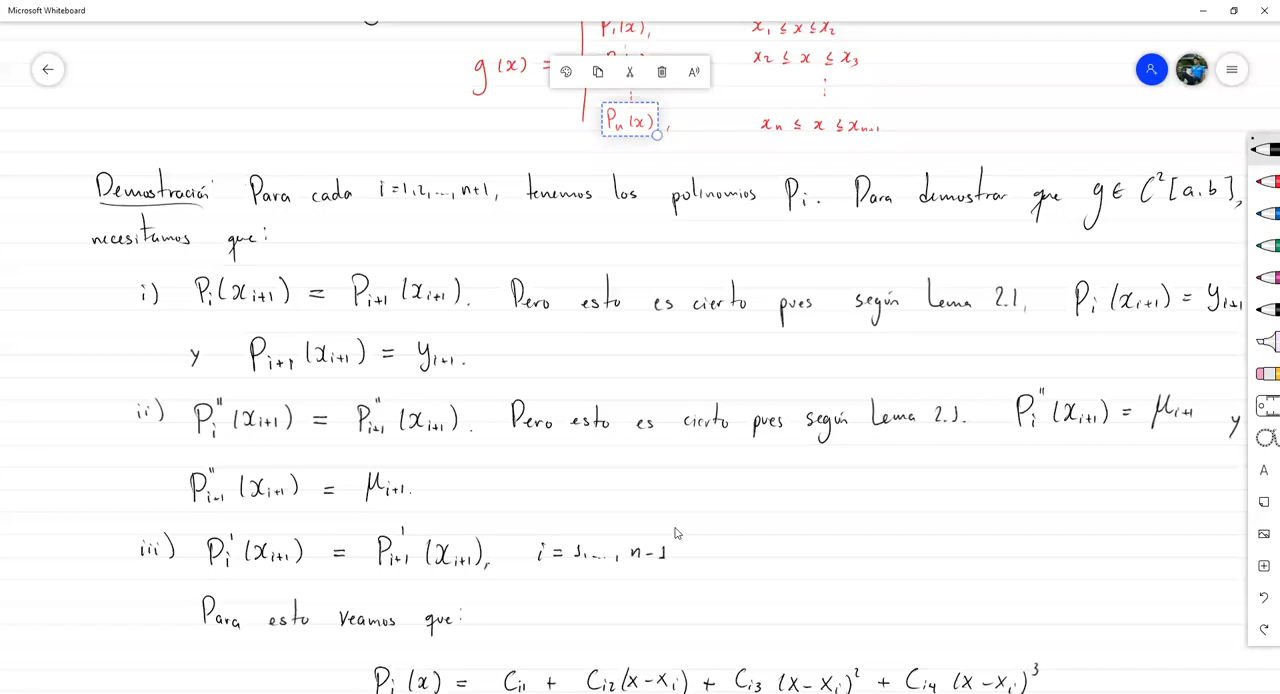 Microsoft Whiteboard
P₁(x), x₁ ≤ x ≤ x₂
g(x) = x₂ ≤ x ≤ x₃
⋮
Pₙ(x), xₙ ≤ x ≤ xₙ₊₁
Demostración: Para cada i=1,2,...,n+1, tenemos los polinomios Pᵢ. Para demostrar que g ∈ C²[a,b],
necesitamos que:
i) Pᵢ(xᵢ₊₁) = Pᵢ₊₁(xᵢ₊₁). Pero esto es cierto pues según Lema 2.1, Pᵢ(xᵢ₊₁) = yᵢ₊₁
y Pᵢ₊₁(xᵢ₊₁) = yᵢ₊₁.
ii) Pᵢ''(xᵢ₊₁) = Pᵢ₊₁''(xᵢ₊₁). Pero esto es cierto pues según Lema 2.1. Pᵢ''(xᵢ₊₁) = μᵢ₊₁ y
Pᵢ₊₁''(xᵢ₊₁) = μᵢ₊₁.
iii) Pᵢ'(xᵢ₊₁) = Pᵢ₊₁'(xᵢ₊₁), i = 1,..., n-1
Para esto veamos que:
Pᵢ(x) = Cᵢ₁ + Cᵢ₂(x-xᵢ) + Cᵢ₃(x-xᵢ)² + Cᵢ₄(x-xᵢ)³